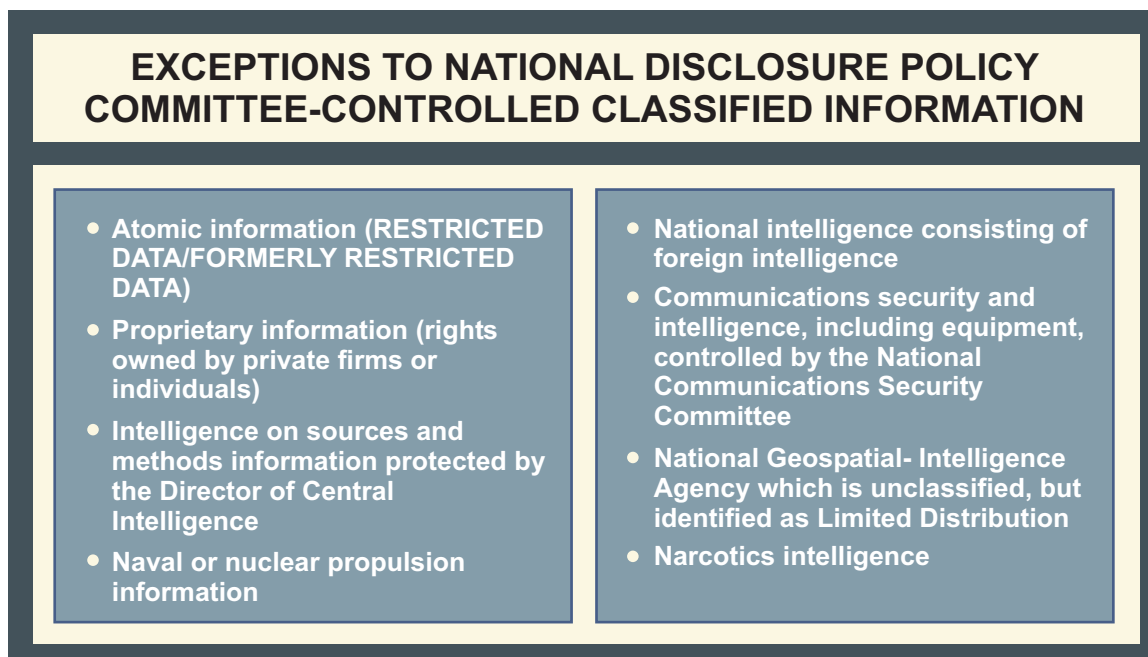 EXCEPTIONS TO NATIONAL DISCLOSURE POLICY
COMMITTEE-CONTROLLED CLASSIFIED INFORMATION
• Atomic information (RESTRICTED
DATA/FORMERLY RESTRICTED
DATA)
• Proprietary information (rights
owned by private firms or
individuals)
• Intelligence on sources and
methods information protected by
the Director of Central
Intelligence
• Naval or nuclear propulsion
information
• National intelligence consisting of
foreign intelligence
• Communications security and
intelligence, including equipment,
controlled by the National
Communications Security
Committee
• National Geospatial- Intelligence
Agency which is unclassified, but
identified as Limited Distribution
• Narcotics intelligence